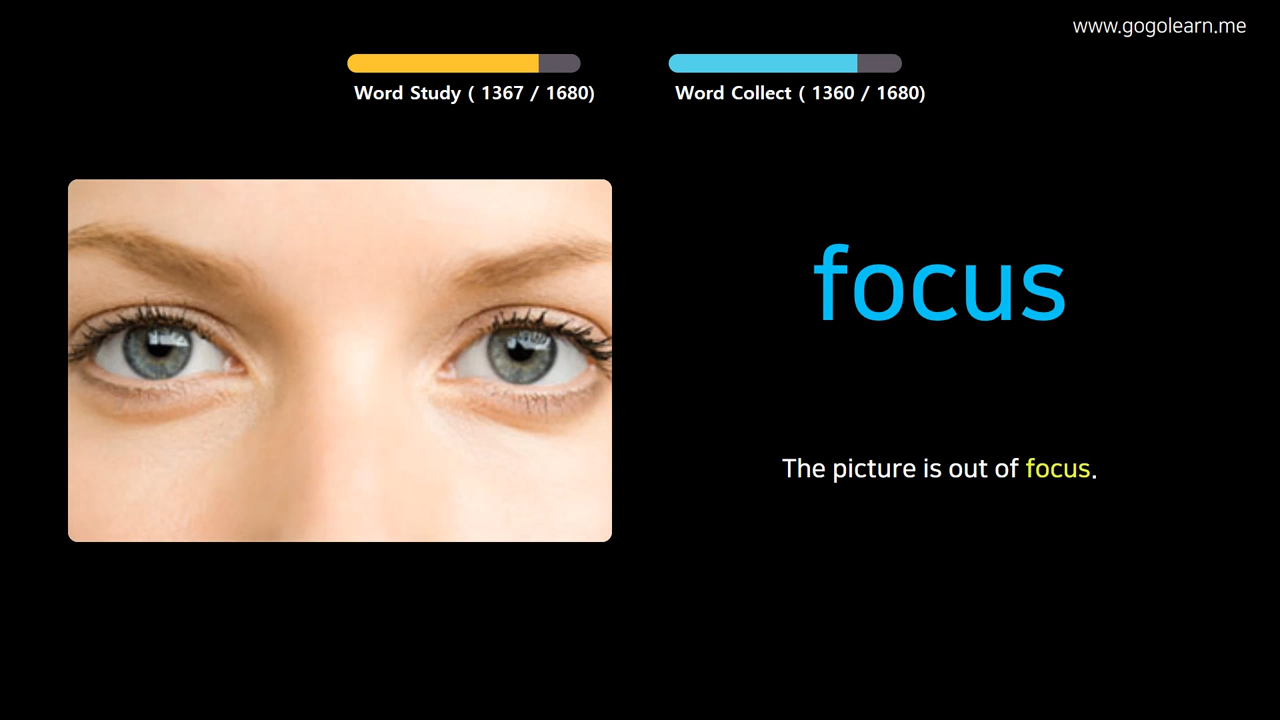 www.gogolearn.me
Word Study ( 1367 / 1680)
Word Collect ( 1360 / 1680)
focus
The picture is out of focus.